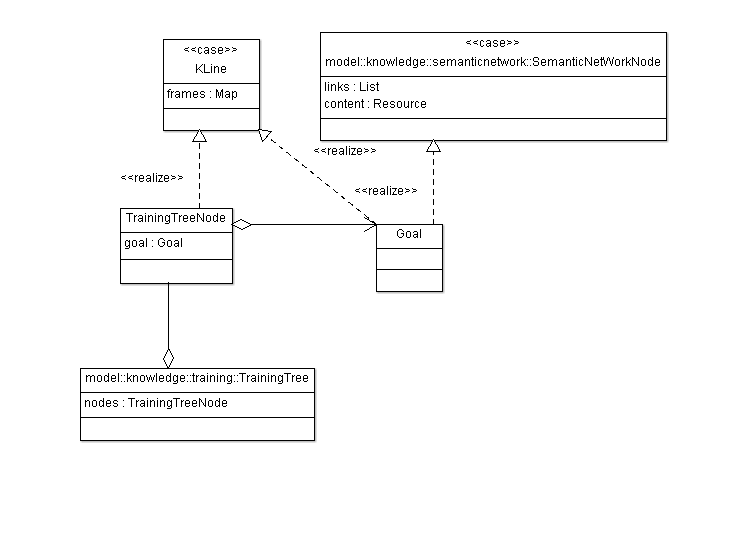 <<case>>
KLine
frames : Map
<<case>>
model::knowledge::semanticnetwork::SemanticNetWorkNode
links : List
content : Resource
<<realize>>
<<realize>>
<<realize>>
TrainingTreeNode
goal : Goal
Goal
model::knowledge::training::TrainingTree
nodes : TrainingTreeNode